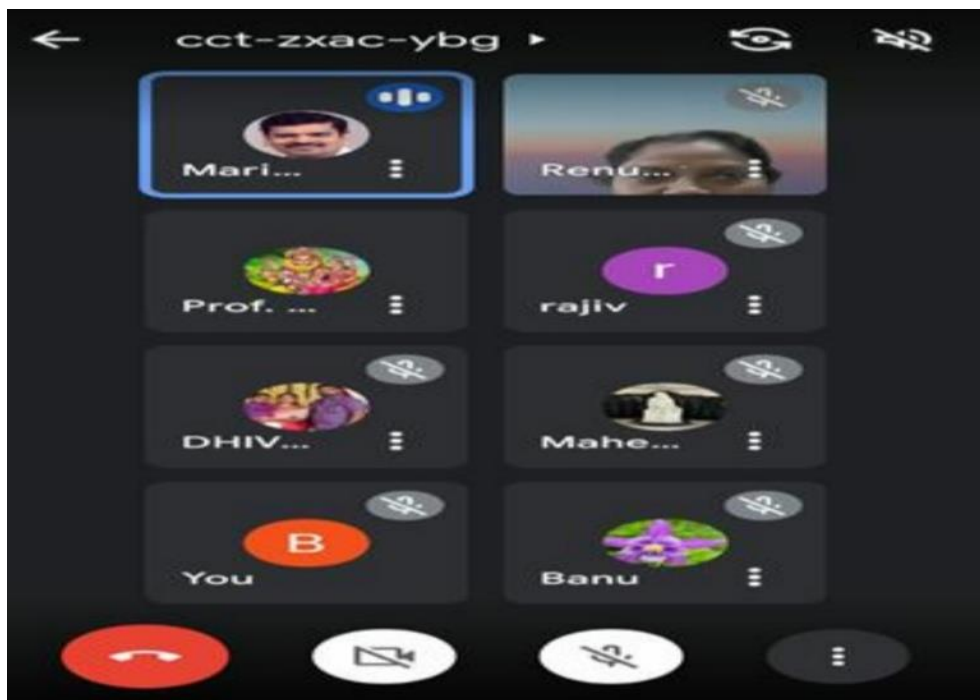 cct-zxac-ybg
Mari...
Renu...
Prof. ...
r
rajiv
DHIV...
Mahe...
B
You
Banu